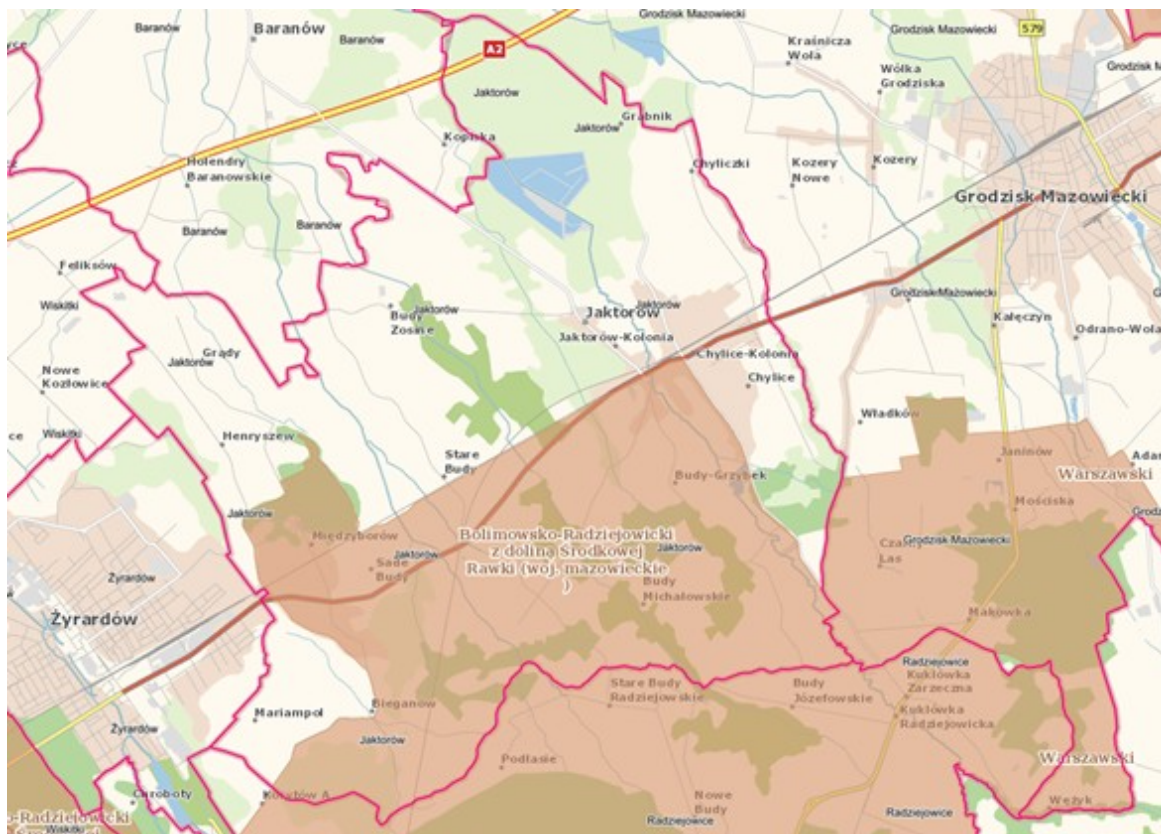 Grodzisk Mazowiecki
Baranów
Baranów
Baranów
Grodzisk Mazowiecki
579
Kraśnicza
Wola
A2
Wólka
Grodziska
Jaktorów
Grabnik
Jaktorów
Kopiska
Holendry
Baranowskie
Chyliczki
Kozery
Nowe
Kozery
Grodzisk Mazowiecki
Baranów
Baranów
Feliksów
Wiskitki
Budy
Zosine
Jaktorów
Jaktorów
Jaktorów
Jaktorów-Kolonia
Grodzisk Mazowiecki
Kałęczyn
Odrano-Wola
Grądy
Jaktorów
Chylice-Kolonia
Chylice
Nowe
Kozłowice
Wiskitki
Henryszew
Władków
Stare
Budy
Budy-Grzybek
Janinów
Warszawski
Mościska
Jaktorów
Międzyborów
Bolimowsko-Radziejowicki
z doliną Środkowej
Rawki (woj. mazowieckie
)
Jaktorów
Jaktorów
Sade
Budy
Budy
Michałowskie
Czarny
Las
Grodzisk Mazowiecki
Żyrardów
Żyrardów
Makówka
Radziejowice
Kuklówka
Zarzeczna
Stare Budy
Radziejowskie
Budy
Józefowskie
Kuklówka
Radziejowicka
Bieganów
Mariampol
Żyrardów
Jaktorów
Podlasie
Warszawski
Nowe
Budy
Radziejowice
Radziejowice
Wężyk
Korytów A
o-Radziejowicki
Wiskitki